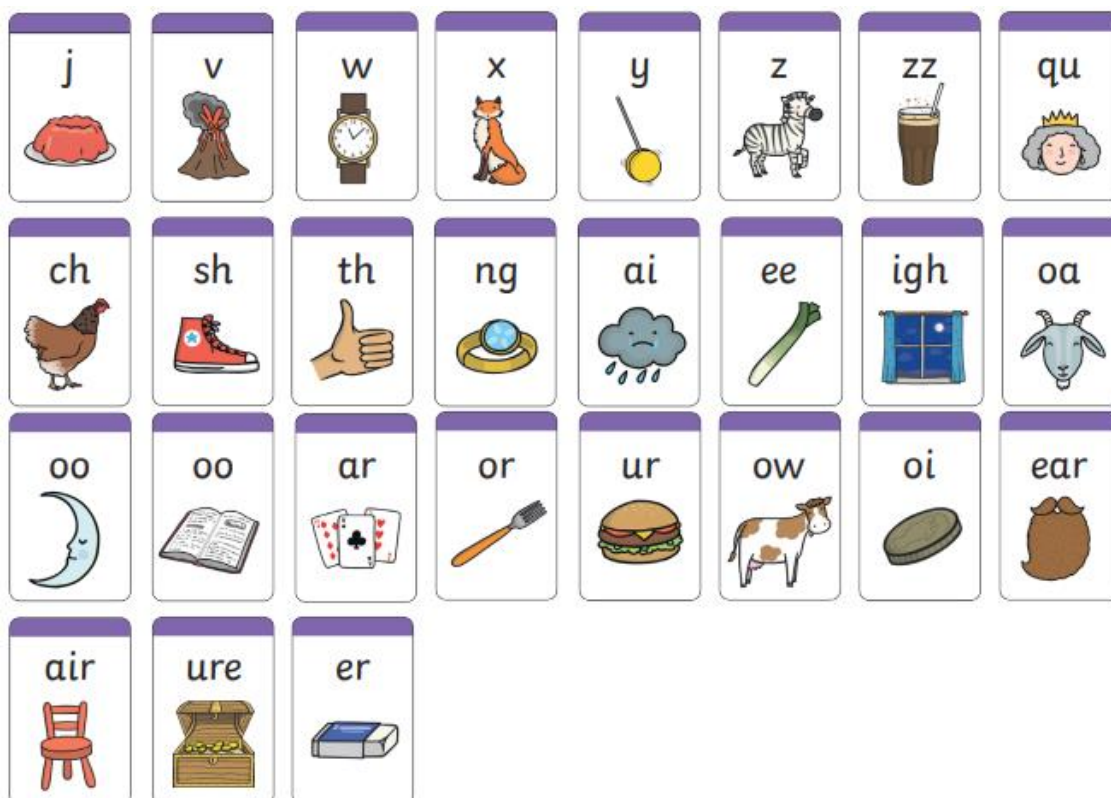 j v w x y z zz qu
ch sh th ng ai ee igh oa
oo oo ar or ur ow oi ear
air ure er